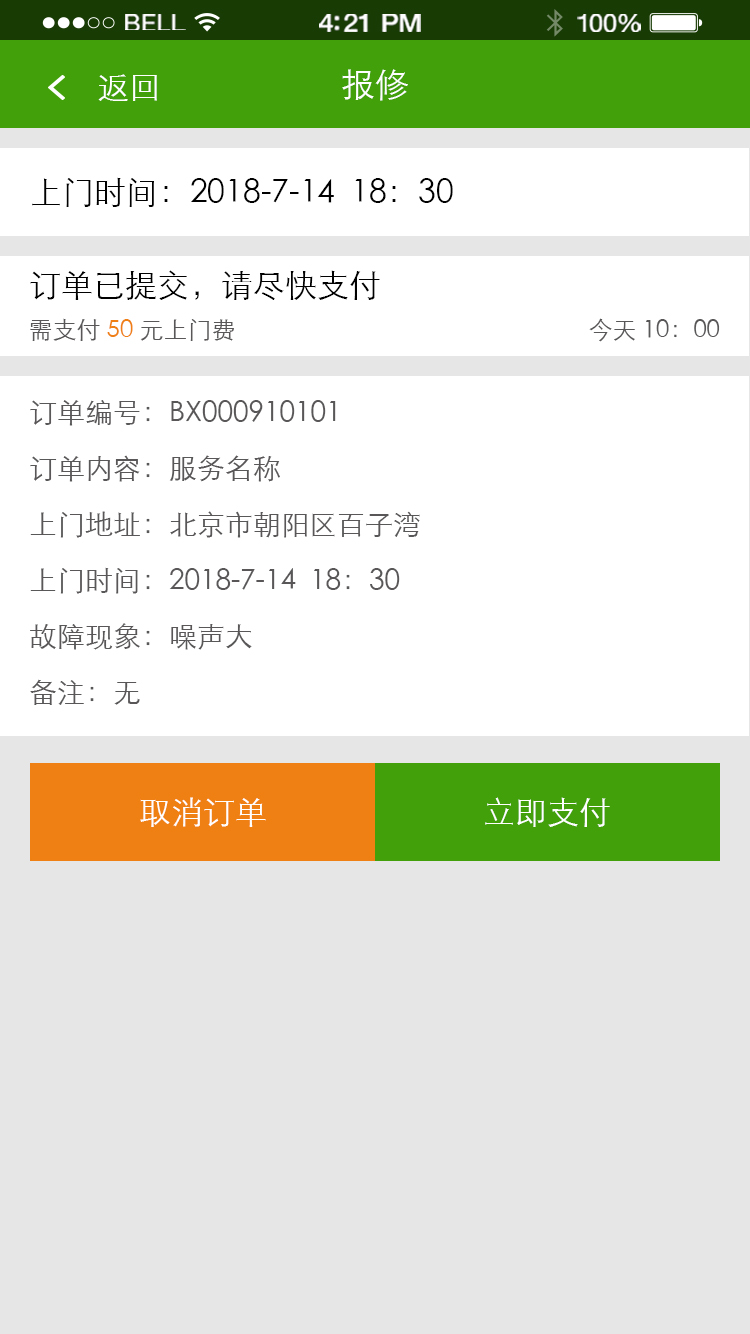 BELL 4:21 PM 100%
返回 报修
上门时间：2018-7-14 18：30
订单已提交，请尽快支付
需支付 50 元上门费 今天 10：00
订单编号：BX000910101
订单内容：服务名称
上门地址：北京市朝阳区百子湾
上门时间：2018-7-14 18：30
故障现象：噪声大
备注：无
取消订单 立即支付